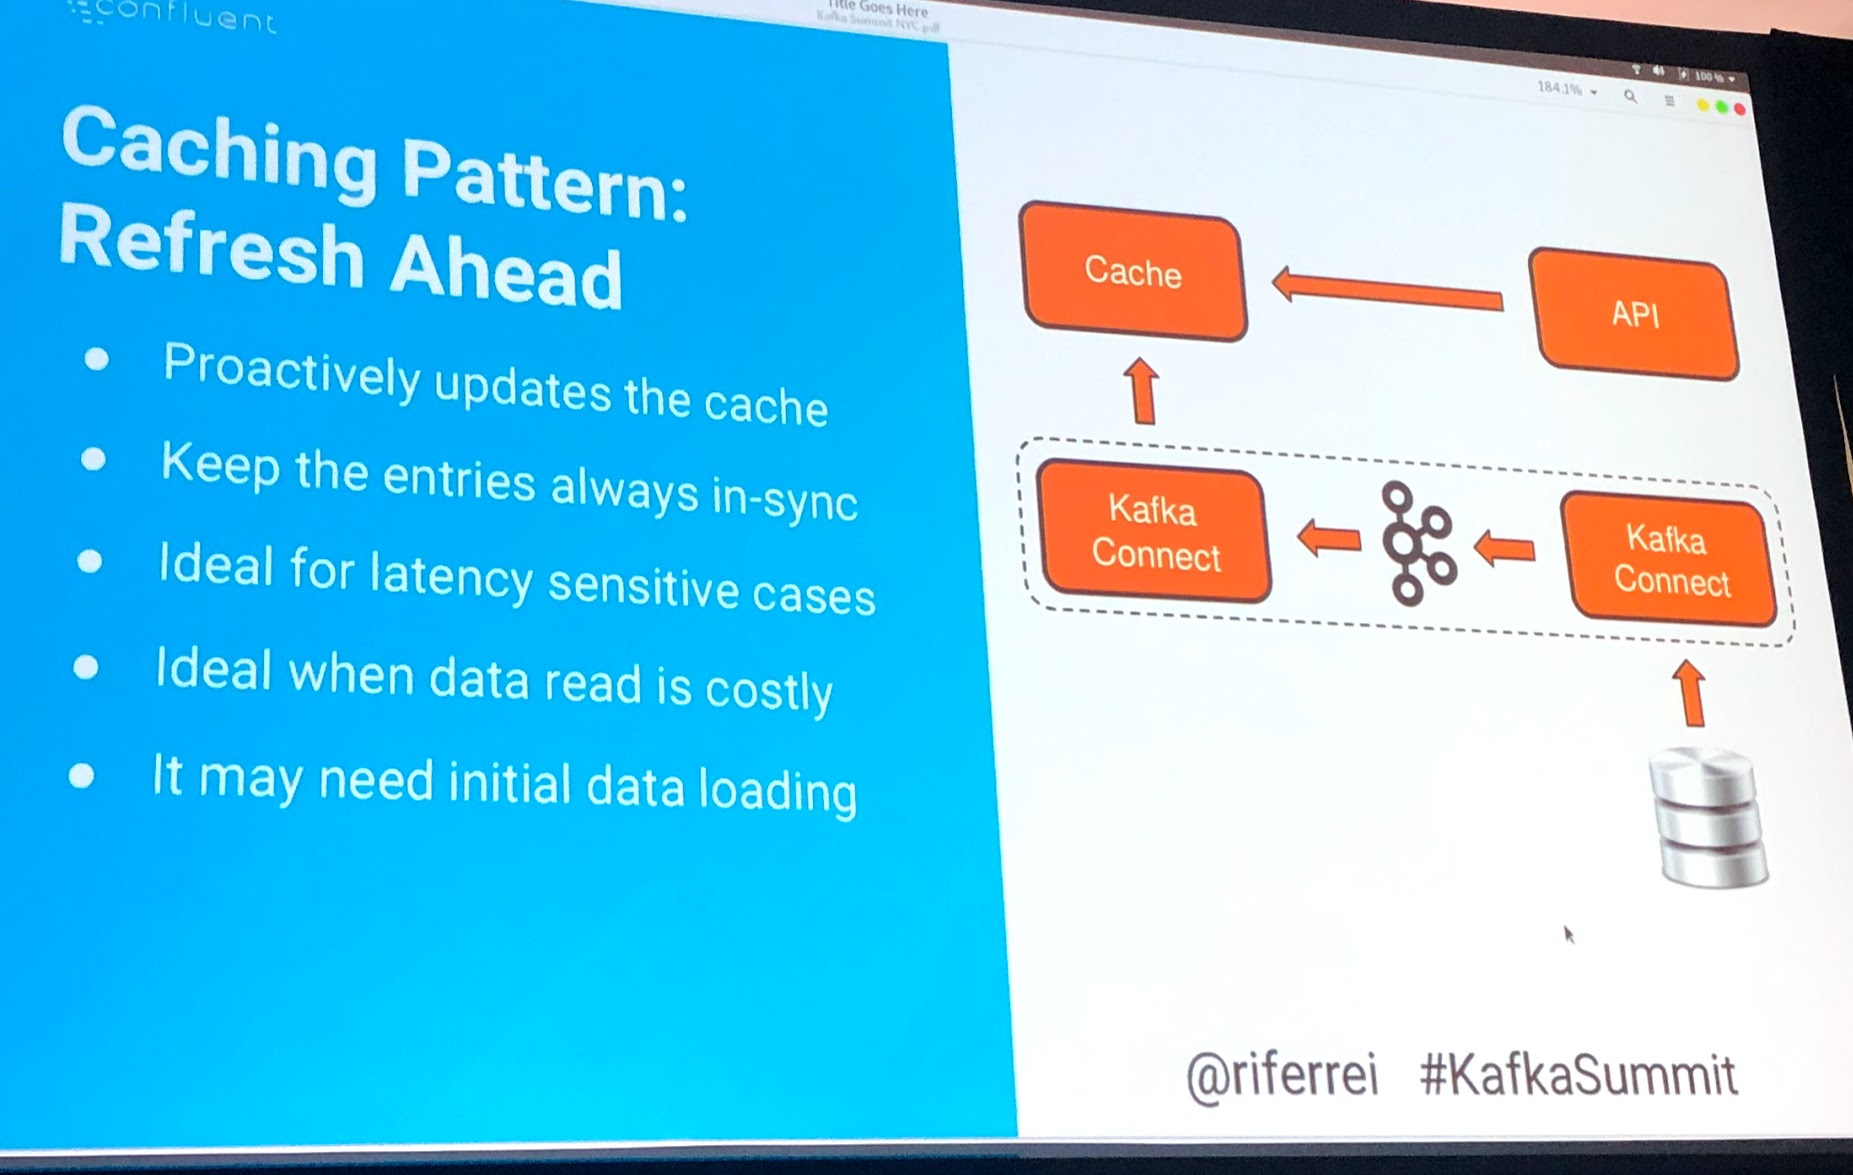 confluent
Title Goes Here
Kafka Summit NYC.pdf
100 %
184.1%
Caching Pattern:
Refresh Ahead
● Proactively updates the cache
● Keep the entries always in-sync
● Ideal for latency sensitive cases
● Ideal when data read is costly
● It may need initial data loading
Cache
API
Kafka
Connect
Kafka
Connect
@riferrei #KafkaSummit